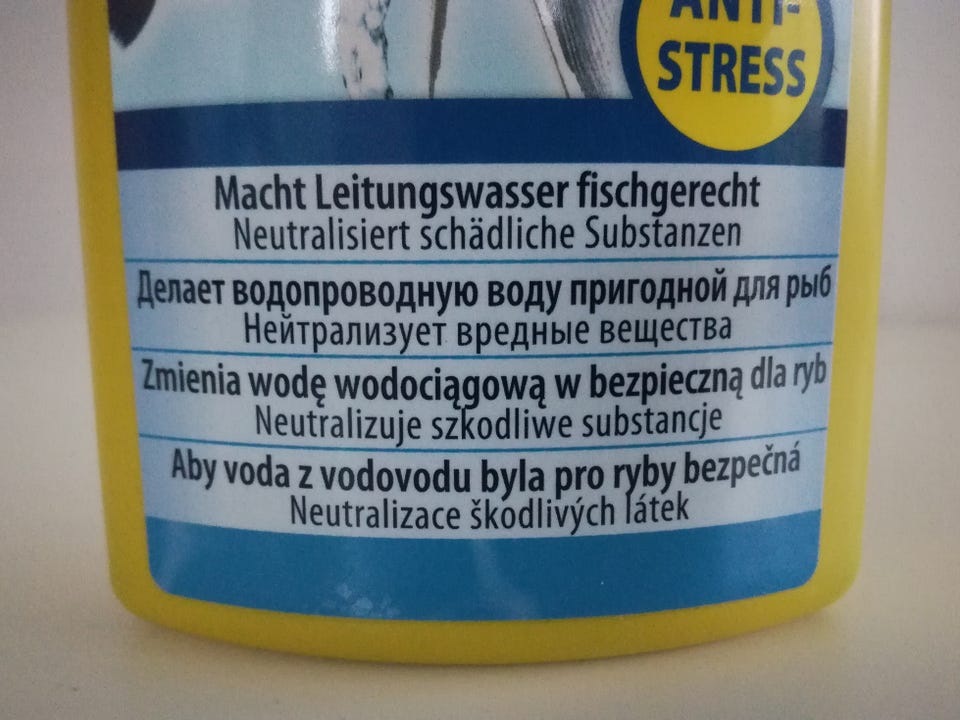 ANTI-
STRESS
Macht Leitungswasser fischgerecht
Neutralisiert schädliche Substanzen
Делает водопроводную воду пригодной для рыб
Нейтрализует вредные вещества
Zmienia wodę wodociągową w bezpieczną dla ryb
Neutralizuje szkodliwe substancje
Aby voda z vodovodu byla pro ryby bezpečná
Neutralizace škodlivých látek